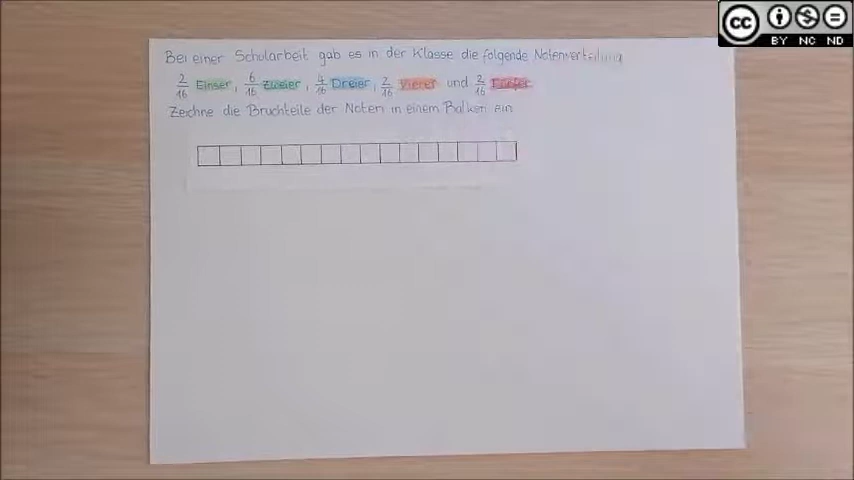 Bei einer Schularbeit gab es in der Klasse die folgende Notenverteilung
2/16 Einser, 6/16 Zweier, 4/16 Dreier, 2/16 Vierer und 2/16 Fünfer
Zeichne die Bruchteile der Noten in einem Balken ein
cc
BY NC ND